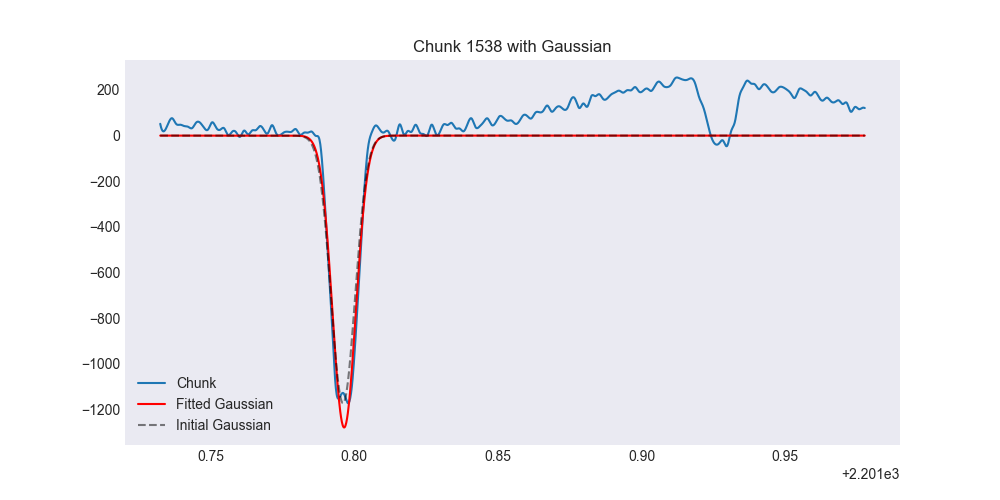 Chunk 1538 with Gaussian
200
0
−200
−400
−600
−800
−1000
−1200
Chunk
Fitted Gaussian
Initial Gaussian
0.75 0.80 0.85 0.90 0.95
+2.201e3